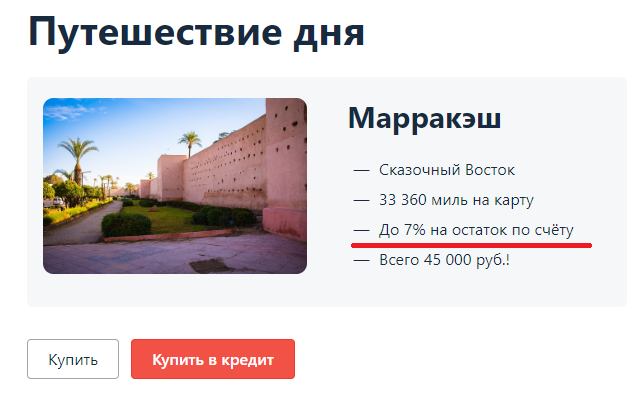 Путешествие дня
Марракэш
— Сказочный Восток
— 33 360 миль на карту
— До 7% на остаток по счёту
— Всего 45 000 руб.!
Купить
Купить в кредит